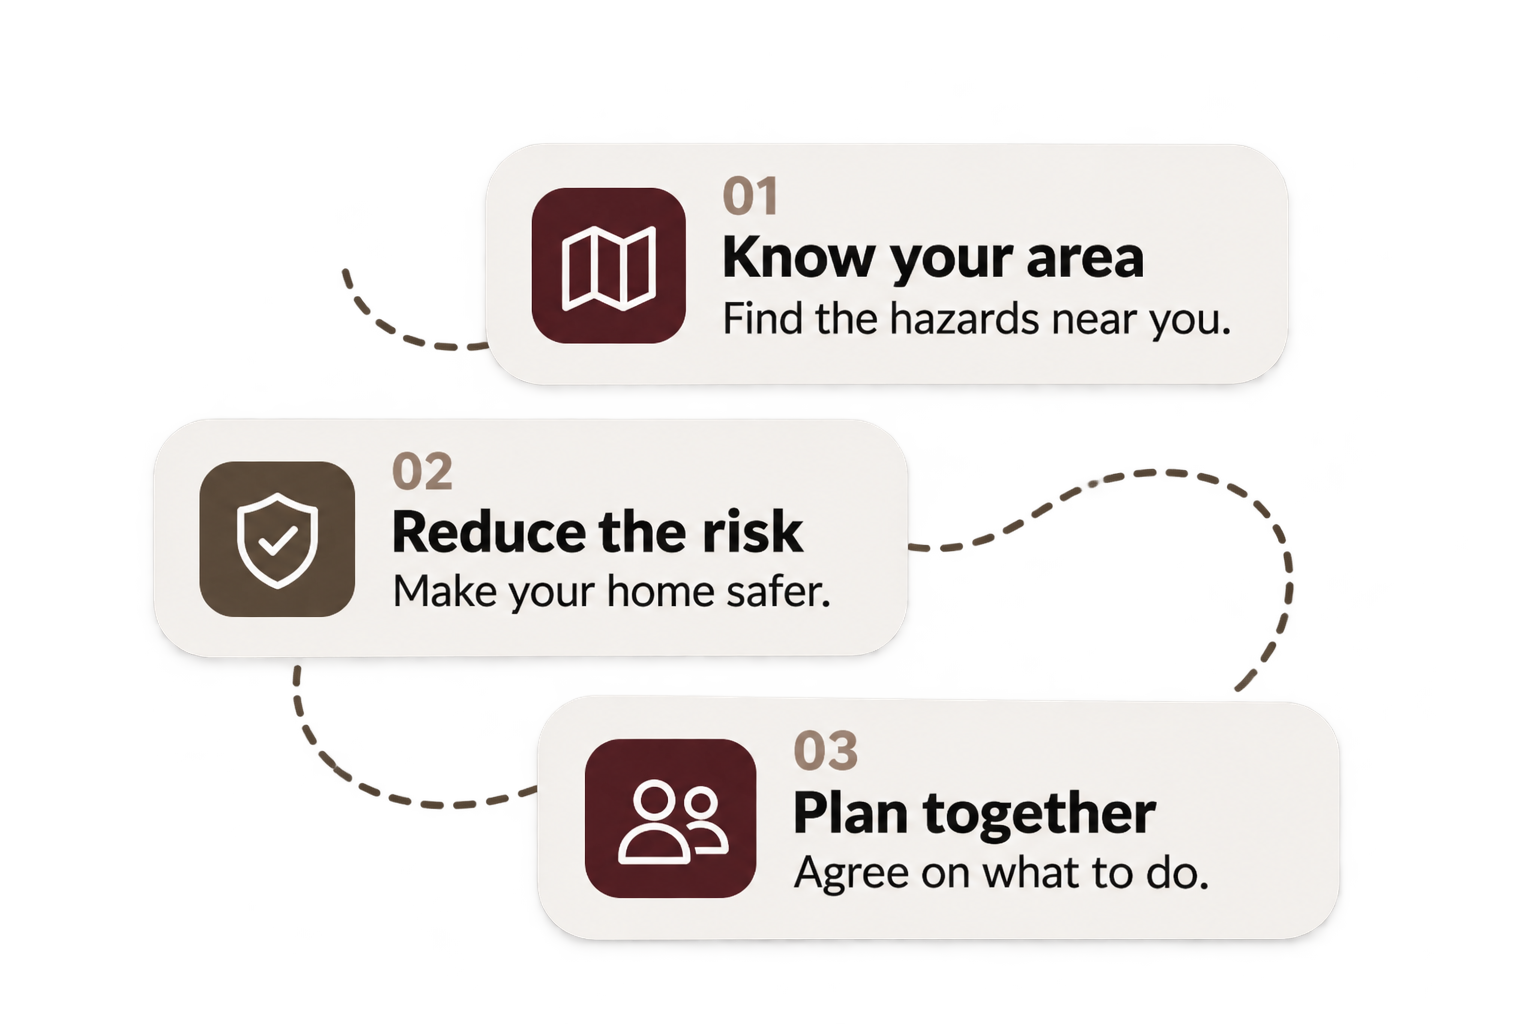 01
Know your area
Find the hazards near you.
02
Reduce the risk
Make your home safer.
03
Plan together
Agree on what to do.